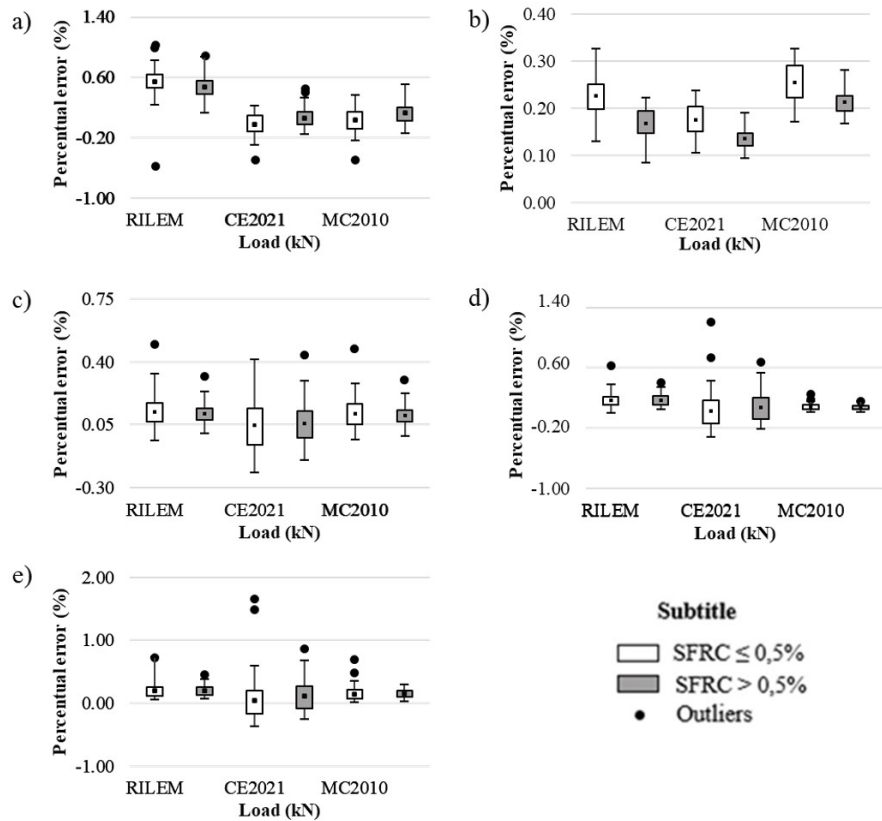 a)
Percentual error (%)
1.40
0.60
-0.20
-1.00
RILEM
CE2021
MC2010
Load (kN)
b)
Percentual error (%)
0.40
0.30
0.20
0.10
0.00
RILEM
CE2021
MC2010
Load (kN)
c)
Percentual error (%)
0.75
0.40
0.05
-0.30
RILEM
CE2021
MC2010
Load (kN)
d)
Percentual error (%)
1.40
0.60
-0.20
-1.00
RILEM
CE2021
MC2010
Load (kN)
e)
Percentual error (%)
2.00
1.00
0.00
-1.00
RILEM
CE2021
MC2010
Load (kN)
Subtitle
SFRC ≤ 0,5%
SFRC > 0,5%
Outliers